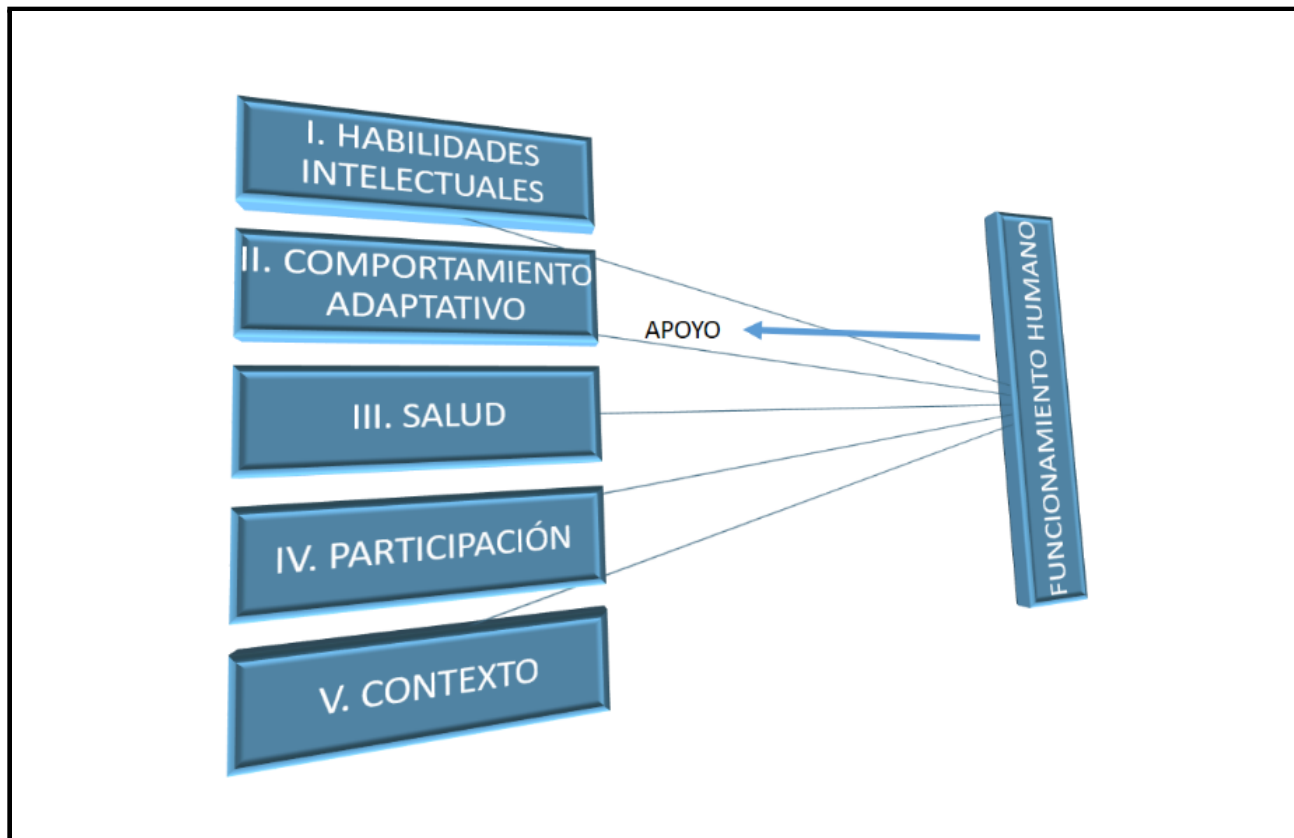 I. HABILIDADES
INTELECTUALES
II. COMPORTAMIENTO
ADAPTATIVO
III. SALUD
IV. PARTICIPACIÓN
V. CONTEXTO
APOYO
FUNCIONAMIENTO HUMANO